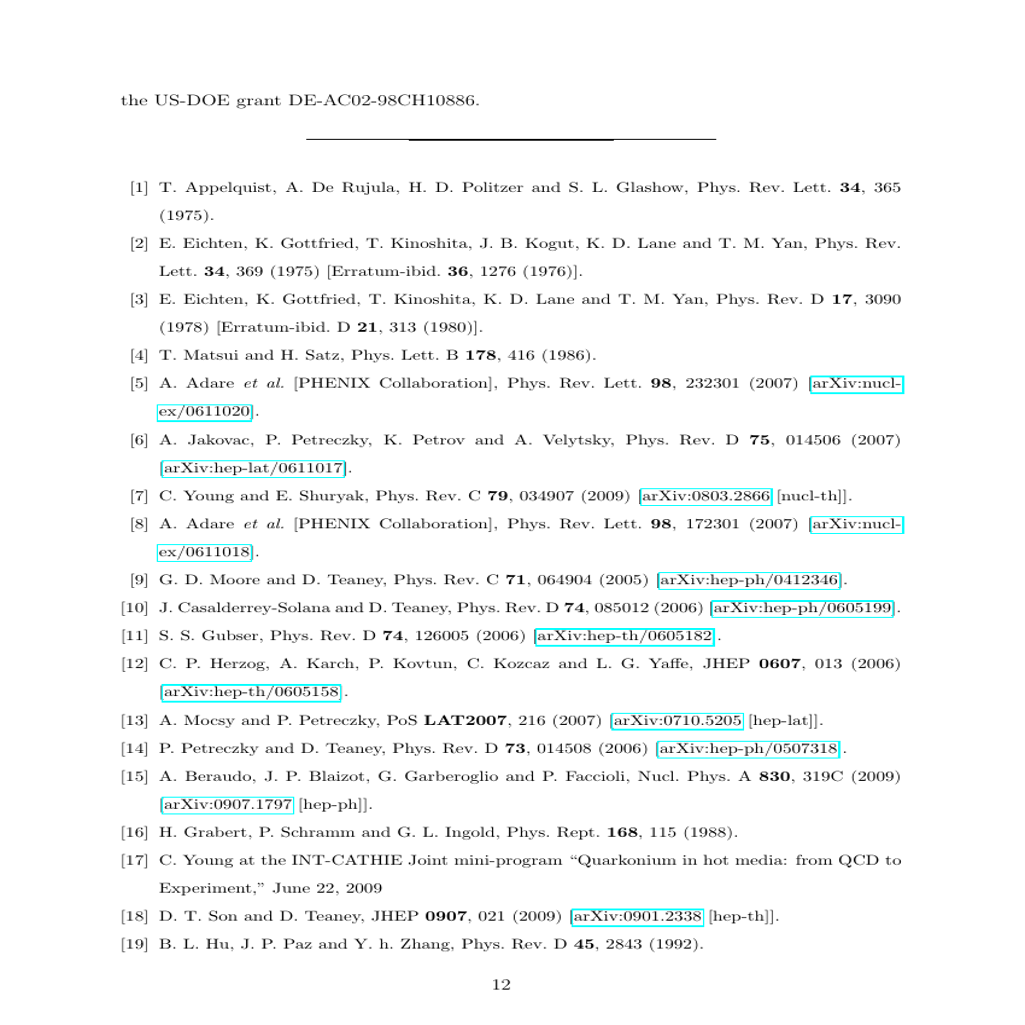 the US-DOE grant DE-AC02-98CH10886.
[1] T. Appelquist, A. De Rujula, H. D. Politzer and S. L. Glashow, Phys. Rev. Lett. 34, 365
(1975).
[2] E. Eichten, K. Gottfried, T. Kinoshita, J. B. Kogut, K. D. Lane and T. M. Yan, Phys. Rev.
Lett. 34, 369 (1975) [Erratum-ibid. 36, 1276 (1976)].
[3] E. Eichten, K. Gottfried, T. Kinoshita, K. D. Lane and T. M. Yan, Phys. Rev. D 17, 3090
(1978) [Erratum-ibid. D 21, 313 (1980)].
[4] T. Matsui and H. Satz, Phys. Lett. B 178, 416 (1986).
[5] A. Adare et al. [PHENIX Collaboration], Phys. Rev. Lett. 98, 232301 (2007) [arXiv:nucl-
ex/0611020].
[6] A. Jakovac, P. Petreczky, K. Petrov and A. Velytsky, Phys. Rev. D 75, 014506 (2007)
[arXiv:hep-lat/0611017].
[7] C. Young and E. Shuryak, Phys. Rev. C 79, 034907 (2009) [arXiv:0803.2866 [nucl-th]].
[8] A. Adare et al. [PHENIX Collaboration], Phys. Rev. Lett. 98, 172301 (2007) [arXiv:nucl-
ex/0611018].
[9] G. D. Moore and D. Teaney, Phys. Rev. C 71, 064904 (2005) [arXiv:hep-ph/0412346].
[10] J. Casalderrey-Solana and D. Teaney, Phys. Rev. D 74, 085012 (2006) [arXiv:hep-ph/0605199].
[11] S. S. Gubser, Phys. Rev. D 74, 126005 (2006) [arXiv:hep-th/0605182].
[12] C. P. Herzog, A. Karch, P. Kovtun, C. Kozcaz and L. G. Yaffe, JHEP 0607, 013 (2006)
[arXiv:hep-th/0605158].
[13] A. Mocsy and P. Petreczky, PoS LAT2007, 216 (2007) [arXiv:0710.5205 [hep-lat]].
[14] P. Petreczky and D. Teaney, Phys. Rev. D 73, 014508 (2006) [arXiv:hep-ph/0507318].
[15] A. Beraudo, J. P. Blaizot, G. Garberoglio and P. Faccioli, Nucl. Phys. A 830, 319C (2009)
[arXiv:0907.1797 [hep-ph]].
[16] H. Grabert, P. Schramm and G. L. Ingold, Phys. Rept. 168, 115 (1988).
[17] C. Young at the INT-CATHIE Joint mini-program “Quarkonium in hot media: from QCD to
Experiment,” June 22, 2009
[18] D. T. Son and D. Teaney, JHEP 0907, 021 (2009) [arXiv:0901.2338 [hep-th]].
[19] B. L. Hu, J. P. Paz and Y. h. Zhang, Phys. Rev. D 45, 2843 (1992).
12